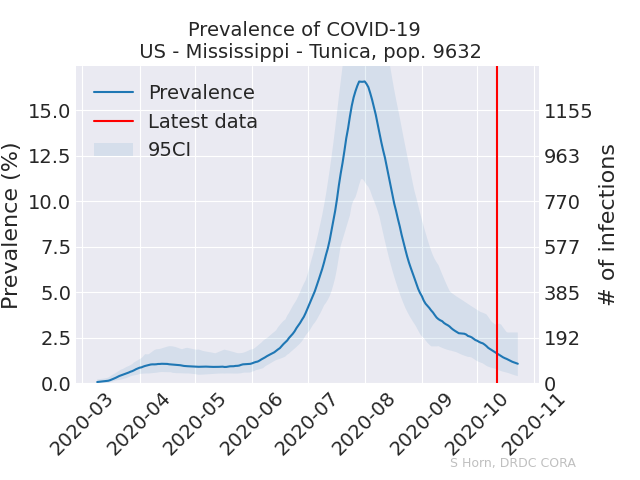 Prevalence of COVID-19
US - Mississippi - Tunica, pop. 9632
Prevalence
Latest data
95CI
Prevalence (%)
15.0
12.5
10.0
7.5
5.0
2.5
0.0
1155
963
770
577
385
192
0
# of infections
2020-03
2020-04
2020-05
2020-06
2020-07
2020-08
2020-09
2020-10
2020-11
S Horn, DRDC CORA